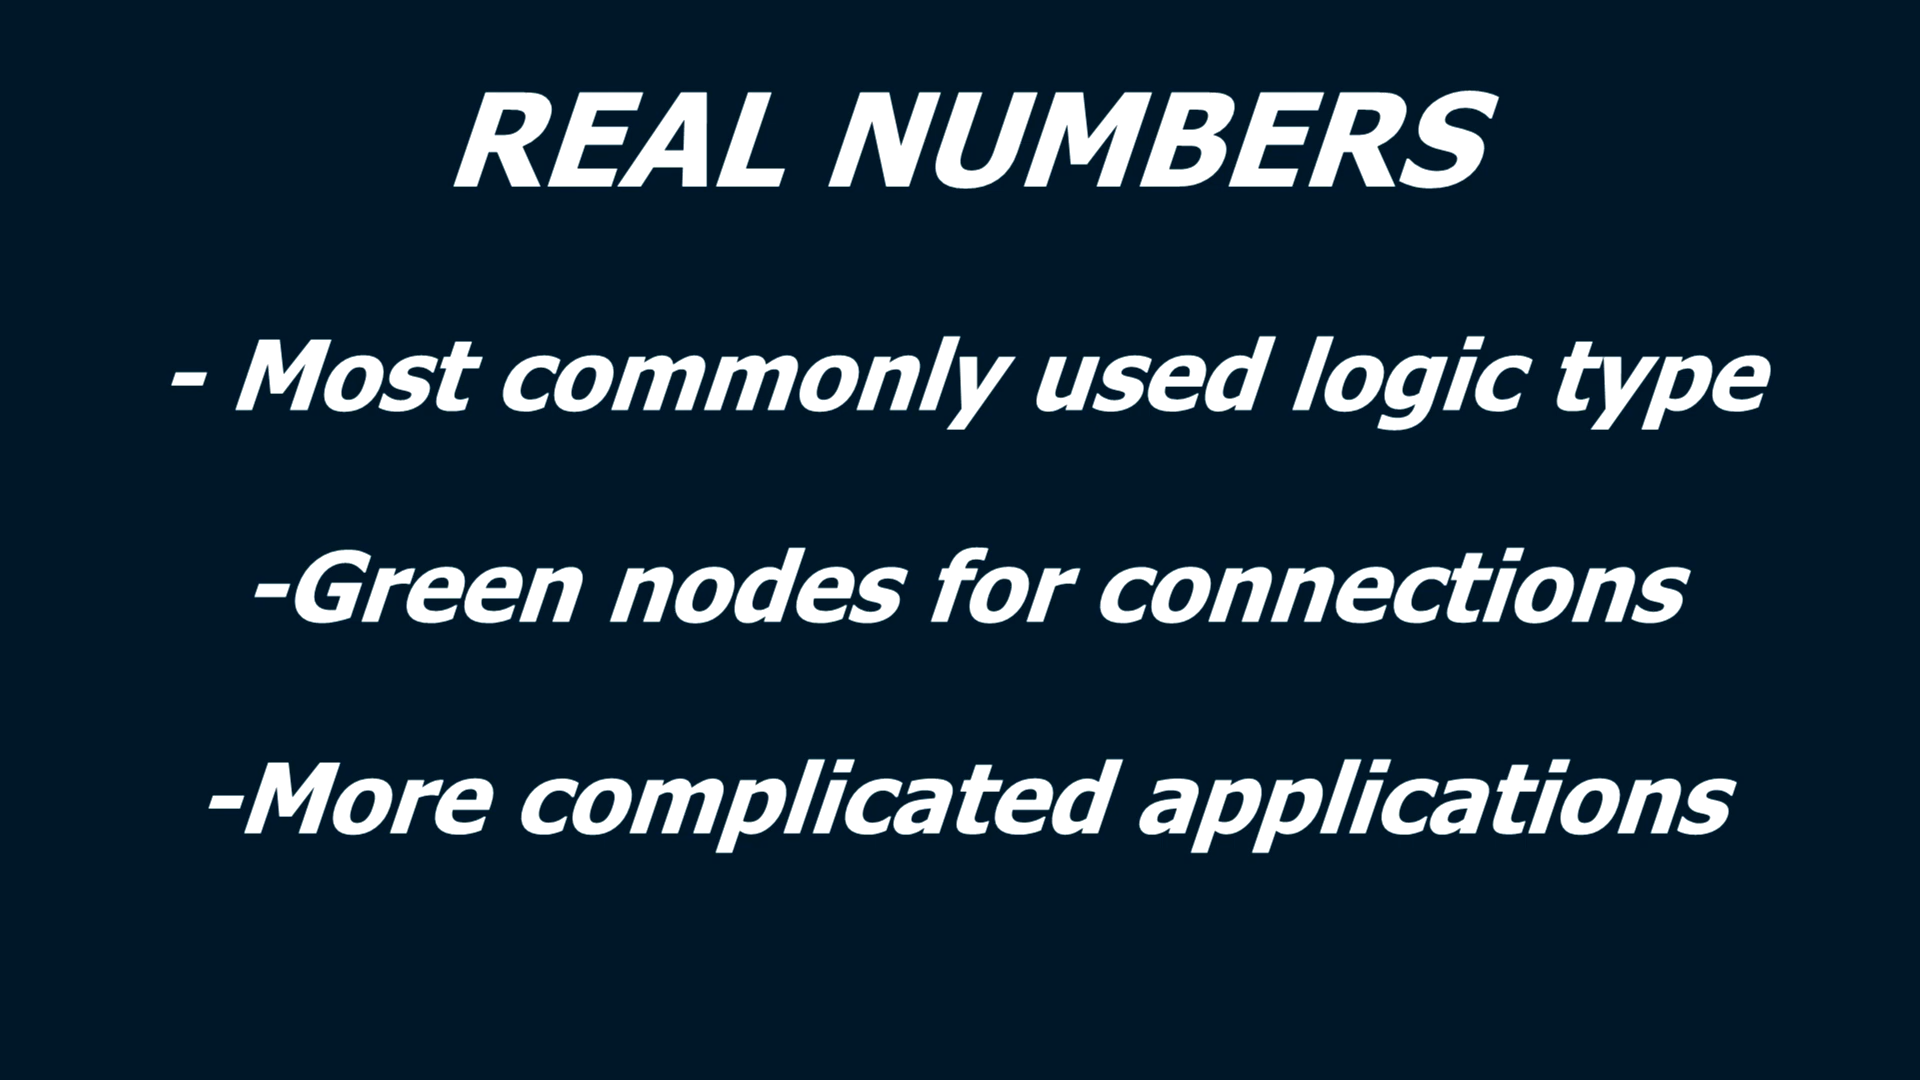 REAL NUMBERS
- Most commonly used logic type
-Green nodes for connections
-More complicated applications